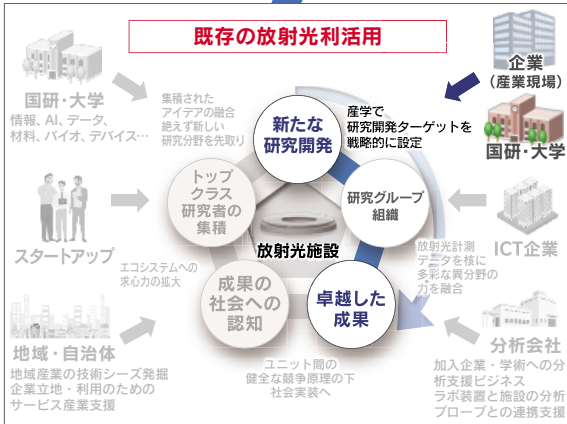 既存の放射光利活用
国研・大学
情報、AI、データ、
材料、バイオ、デバイス…
集積された
アイデアの融合
絶えず新しい
研究分野を先取り
新たな
研究開発
産学で
研究開発ターゲットを
戦略的に設定
企業
（産業現場）
国研・大学
スタートアップ
トップ
クラス
研究者の
集積
研究グループ
組織
放射光施設
ICT企業
放射光計測
データを核に
多彩な異分野の
力を融合
エコシステムへの
求心力の拡大
成果の
社会への
認知
卓越した
成果
地域・自治体
地域産業の技術シーズ発掘
企業立地・利用のための
サービス産業支援
ユニット間の
健全な競争原理の下
社会実装へ
分析会社
加入企業・学術への分
析支援ビジネス
ラボ装置と施設の分析
プローブとの連携支援